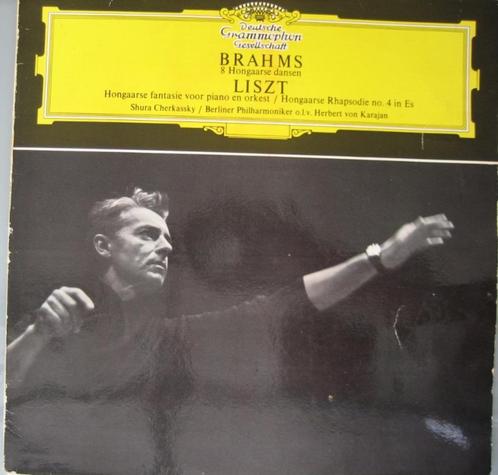 Deutsche
Grammophon
Gesellschaft
BRAHMS
8 Hongaarse dansen
LISZT
Hongaarse fantasie voor piano en orkest / Hongaarse Rhapsodie no. 4 in Es
Shura Cherkassky / Berliner Philharmoniker o.l.v. Herbert von Karajan